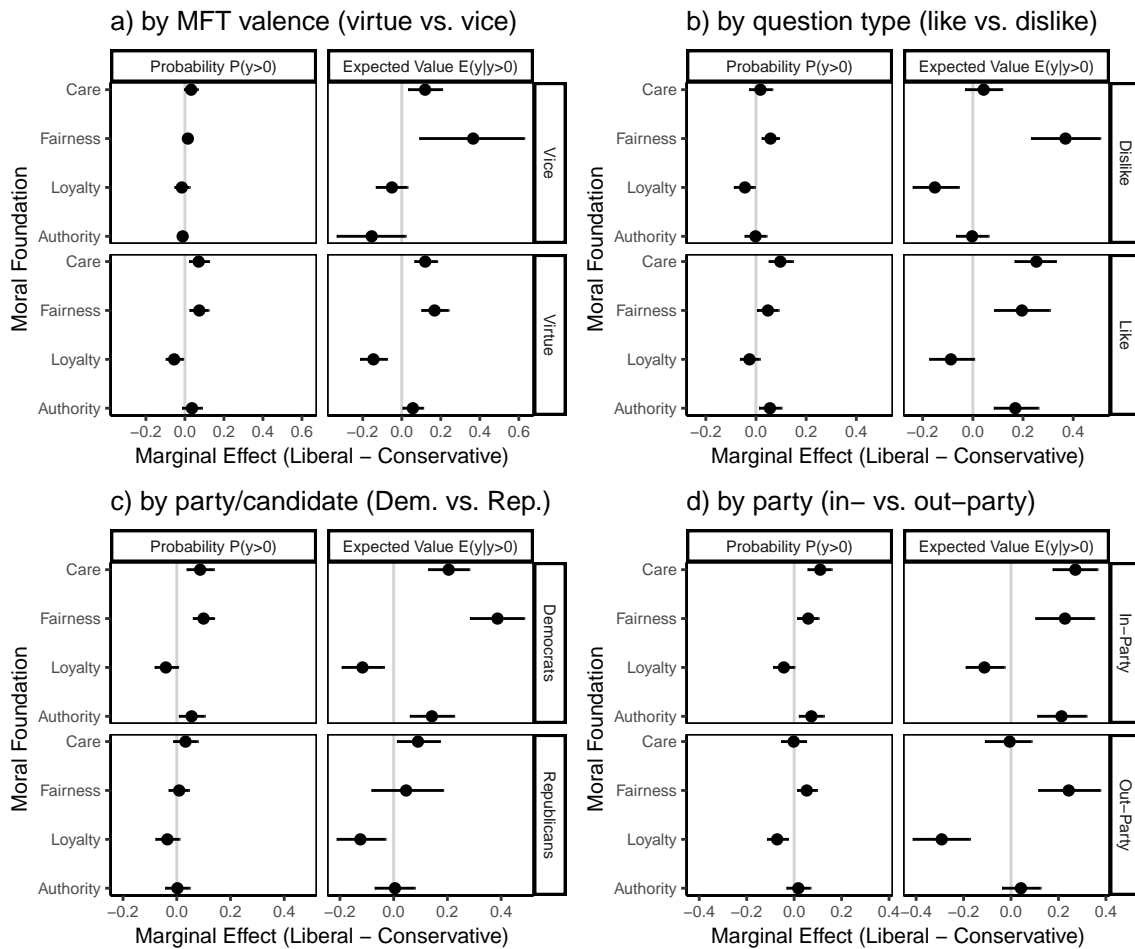 a) by MFT valence (virtue vs. vice)
Probability P(y>0)
Expected Value E(y|y>0)
Moral Foundation
Care
Fairness
Loyalty
Authority
Vice
Care
Fairness
Loyalty
Authority
Virtue
−0.2 0.0 0.2 0.4 0.6 −0.2 0.0 0.2 0.4 0.6
Marginal Effect (Liberal − Conservative)
b) by question type (like vs. dislike)
Probability P(y>0)
Expected Value E(y|y>0)
Moral Foundation
Care
Fairness
Loyalty
Authority
Dislike
Care
Fairness
Loyalty
Authority
Like
−0.2 0.0 0.2 0.4 −0.2 0.0 0.2 0.4
Marginal Effect (Liberal − Conservative)
c) by party/candidate (Dem. vs. Rep.)
Probability P(y>0)
Expected Value E(y|y>0)
Moral Foundation
Care
Fairness
Loyalty
Authority
Democrats
Care
Fairness
Loyalty
Authority
Republicans
−0.2 0.0 0.2 0.4 −0.2 0.0 0.2 0.4
Marginal Effect (Liberal − Conservative)
d) by party (in− vs. out−party)
Probability P(y>0)
Expected Value E(y|y>0)
Moral Foundation
Care
Fairness
Loyalty
Authority
In−Party
Care
Fairness
Loyalty
Authority
Out−Party
−0.4 −0.2 0.0 0.2 0.4 −0.4 −0.2 0.0 0.2 0.4
Marginal Effect (Liberal − Conservative)